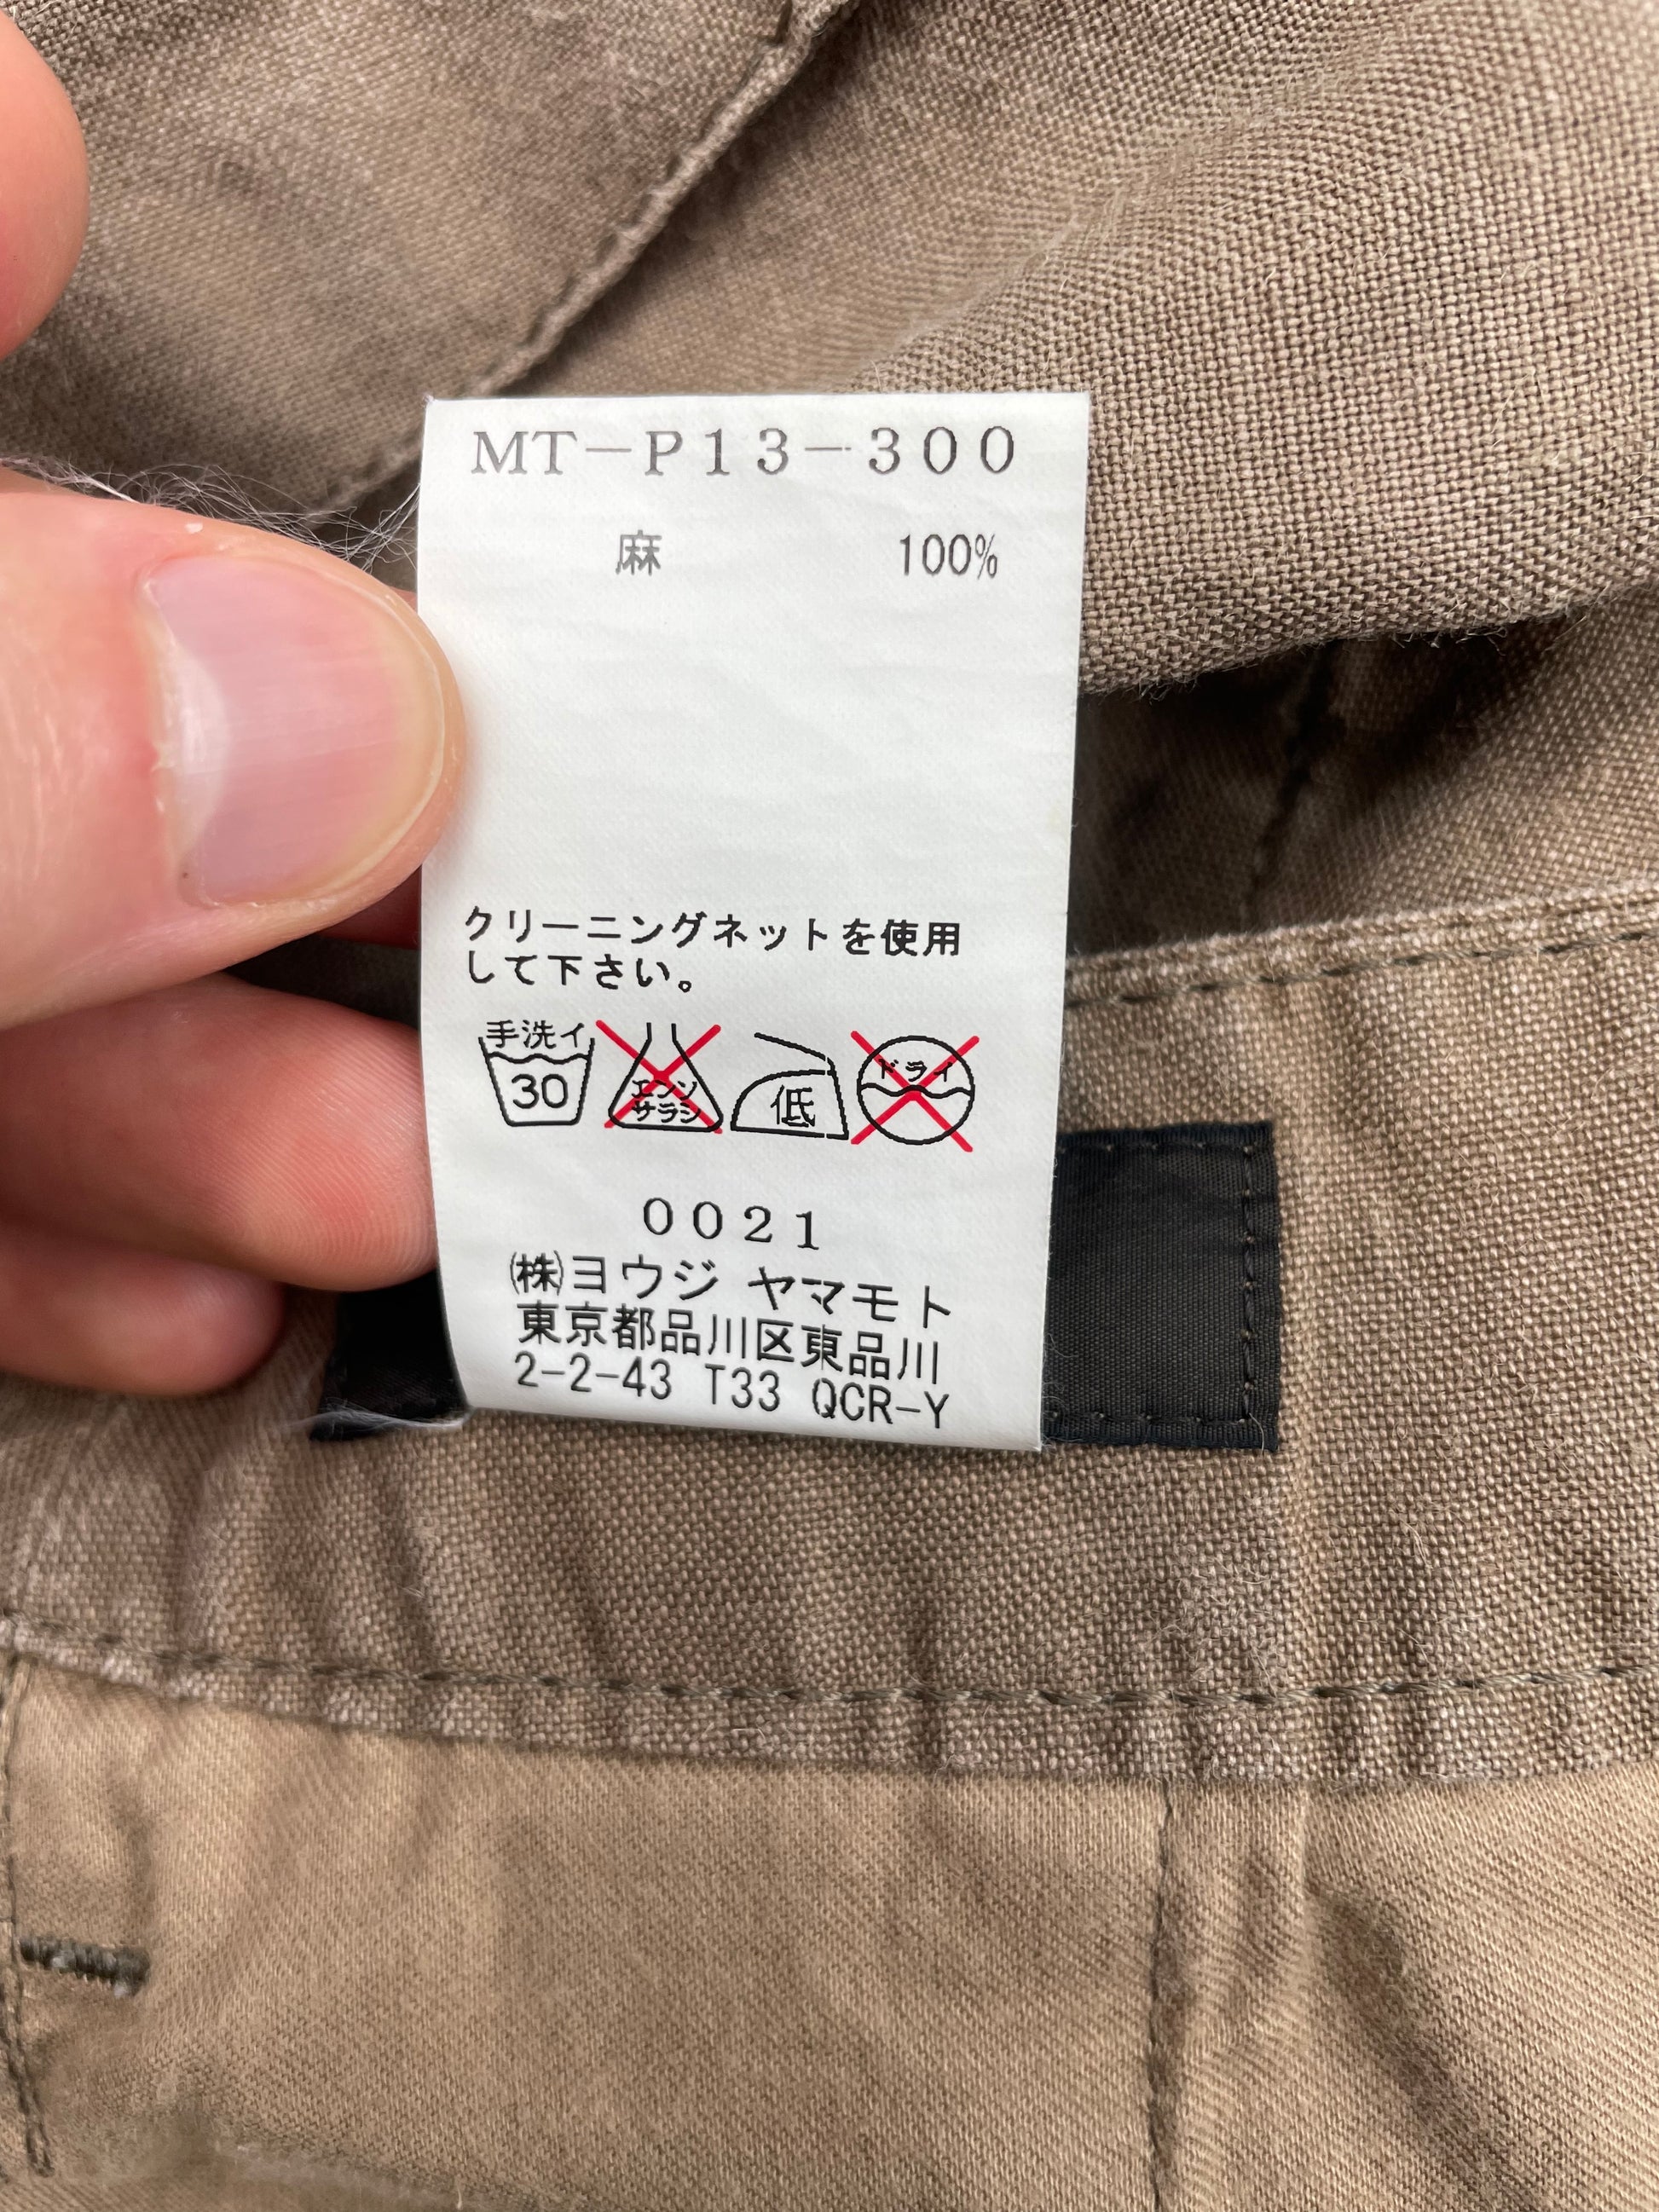 MT-P13-300
麻 100%
クリーニングネットを使用
して下さい。
手洗イ
30
エンソ
サラシ
低
ドライ
0021
㈱ヨウジ ヤマモト
東京都品川区東品川
2-2-43 T33 QCR-Y